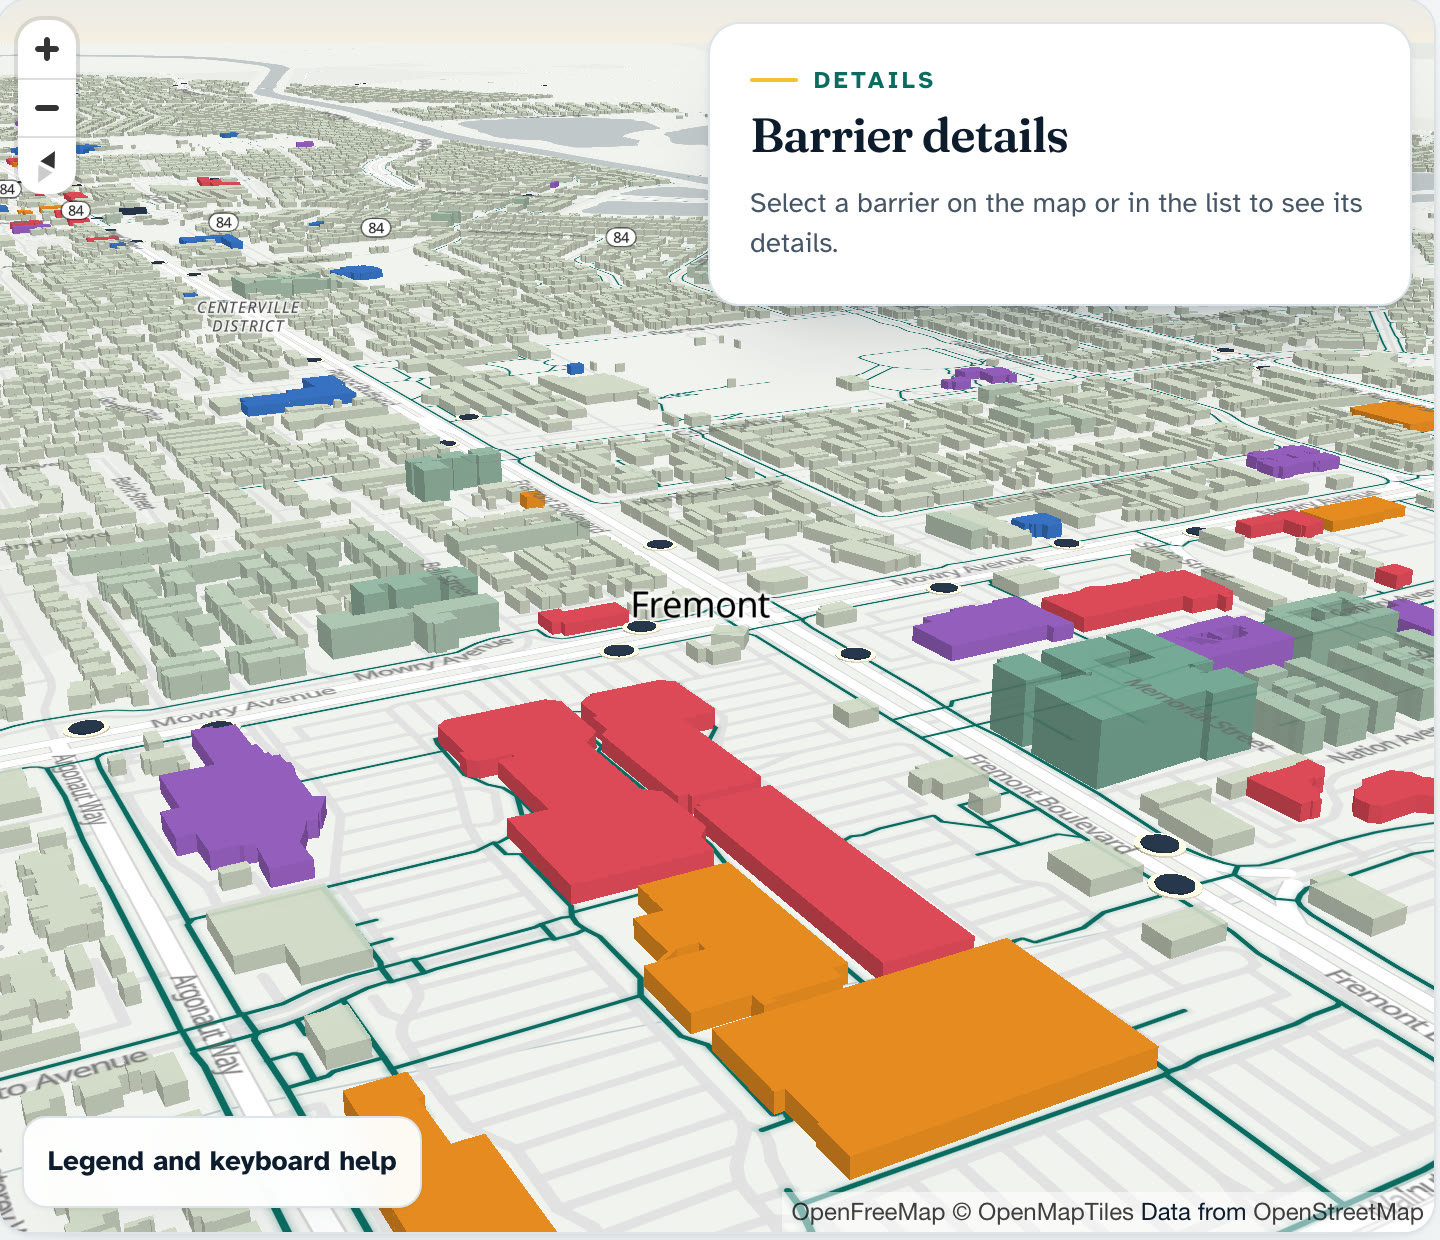 DETAILS
Barrier details
Select a barrier on the map or in the list to see its
details.
84
84
84
84
84
CENTERVILLE
DISTRICT
Fremont
Mowry Avenue
Mowry Avenue
Mowry Avenue
Memorial Street
Argonaut Way
Fremont Boulevard
Argonaut Way
to Avenue
Legend and keyboard help
OpenFreeMap © OpenMapTiles Data from OpenStreetMap